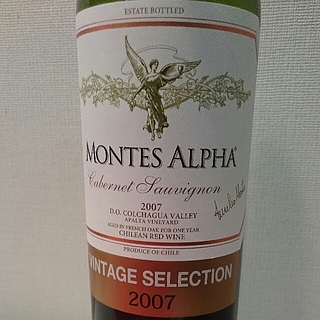 ESTATE BOTTLED
MONTES ALPHA
Cabernet Sauvignon
2007
D.O. COLCHAGUA VALLEY
APALTA VINEYARD
AGED IN FRENCH OAK FOR ONE YEAR
CHILEAN RED WINE
PRODUCE OF CHILE
VINTAGE SELECTION
2007